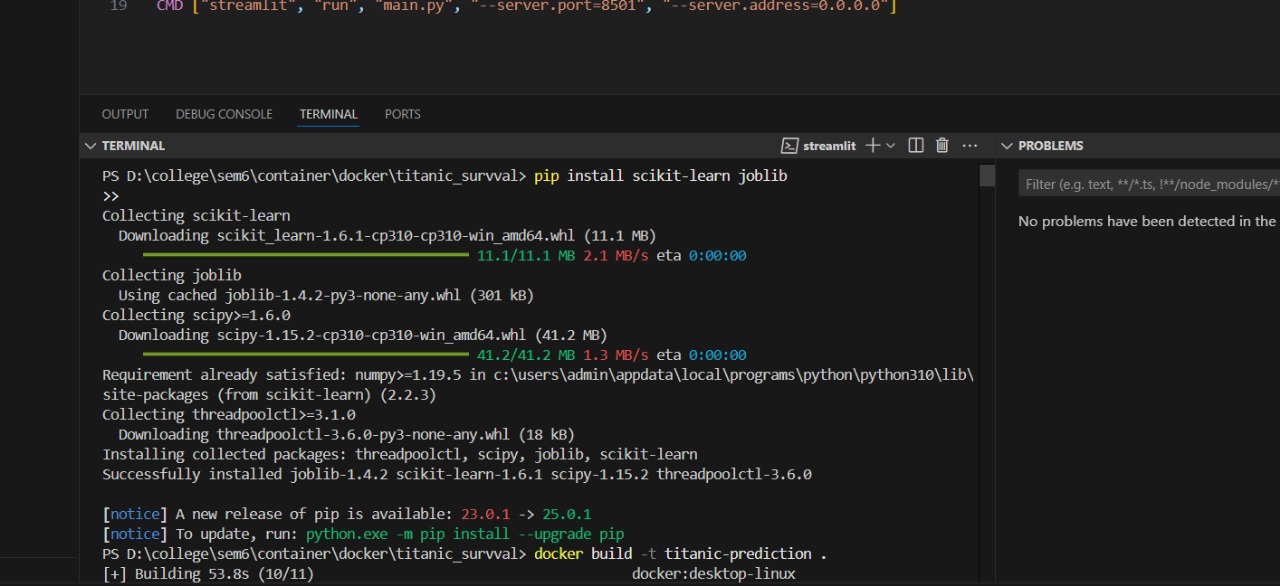 19 CMD ["streamlit", "run", "main.py", "--server.port=8501", "--server.address=0.0.0.0"]
OUTPUT DEBUG CONSOLE TERMINAL PORTS
TERMINAL streamlit
PS D:\college\sem6\container\docker\titanic_survval> pip install scikit-learn joblib
>>
Collecting scikit-learn
Downloading scikit_learn-1.6.1-cp310-cp310-win_amd64.whl (11.1 MB)
11.1/11.1 MB 2.1 MB/s eta 0:00:00
Collecting joblib
Using cached joblib-1.4.2-py3-none-any.whl (301 kB)
Collecting scipy>=1.6.0
Downloading scipy-1.15.2-cp310-cp310-win_amd64.whl (41.2 MB)
41.2/41.2 MB 1.3 MB/s eta 0:00:00
Requirement already satisfied: numpy>=1.19.5 in c:\users\admin\appdata\local\programs\python\python310\lib\
site-packages (from scikit-learn) (2.2.3)
Collecting threadpoolctl>=3.1.0
Downloading threadpoolctl-3.6.0-py3-none-any.whl (18 kB)
Installing collected packages: threadpoolctl, scipy, joblib, scikit-learn
Successfully installed joblib-1.4.2 scikit-learn-1.6.1 scipy-1.15.2 threadpoolctl-3.6.0
[notice] A new release of pip is available: 23.0.1 -> 25.0.1
[notice] To update, run: python.exe -m pip install --upgrade pip
PS D:\college\sem6\container\docker\titanic_survval> docker build -t titanic-prediction .
[+] Building 53.8s (10/11) docker:desktop-linux
PROBLEMS
Filter (e.g. text, **/*.ts, !**/node_modules/*
No problems have been detected in the